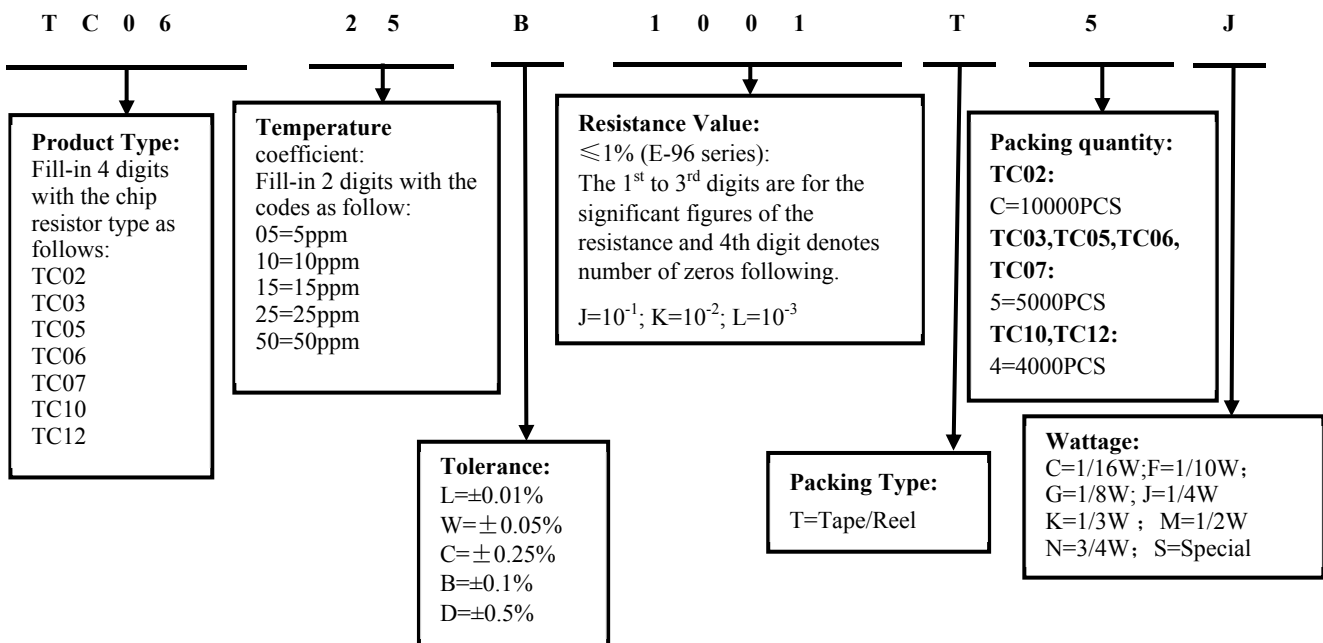 T C 0 6 2 5 B 1 0 0 1 T 5 J
Product Type:
Fill-in 4 digits
with the chip
resistor type as
follows:
TC02
TC03
TC05
TC06
TC07
TC10
TC12
Temperature
coefficient:
Fill-in 2 digits with the
codes as follow:
05=5ppm
10=10ppm
15=15ppm
25=25ppm
50=50ppm
Resistance Value:
≤1% (E-96 series):
The 1st to 3rd digits are for the
significant figures of the
resistance and 4th digit denotes
number of zeros following.
J=10-1; K=10-2; L=10-3
Packing quantity:
TC02:
C=10000PCS
TC03,TC05,TC06,
TC07:
5=5000PCS
TC10,TC12:
4=4000PCS
Tolerance:
L=±0.01%
W=±0.05%
C=±0.25%
B=±0.1%
D=±0.5%
Packing Type:
T=Tape/Reel
Wattage:
C=1/16W;F=1/10W；
G=1/8W; J=1/4W
K=1/3W； M=1/2W
N=3/4W；S=Special